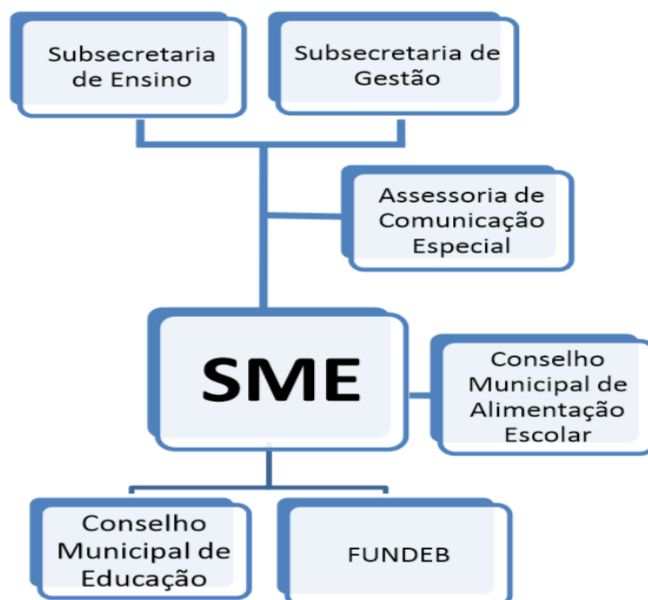 Subsecretaria
de Ensino
Subsecretaria de
Gestão
Assessoria de
Comunicação
Especial
SME
Conselho
Municipal de
Alimentação
Escolar
Conselho
Municipal de
Educação
FUNDEB